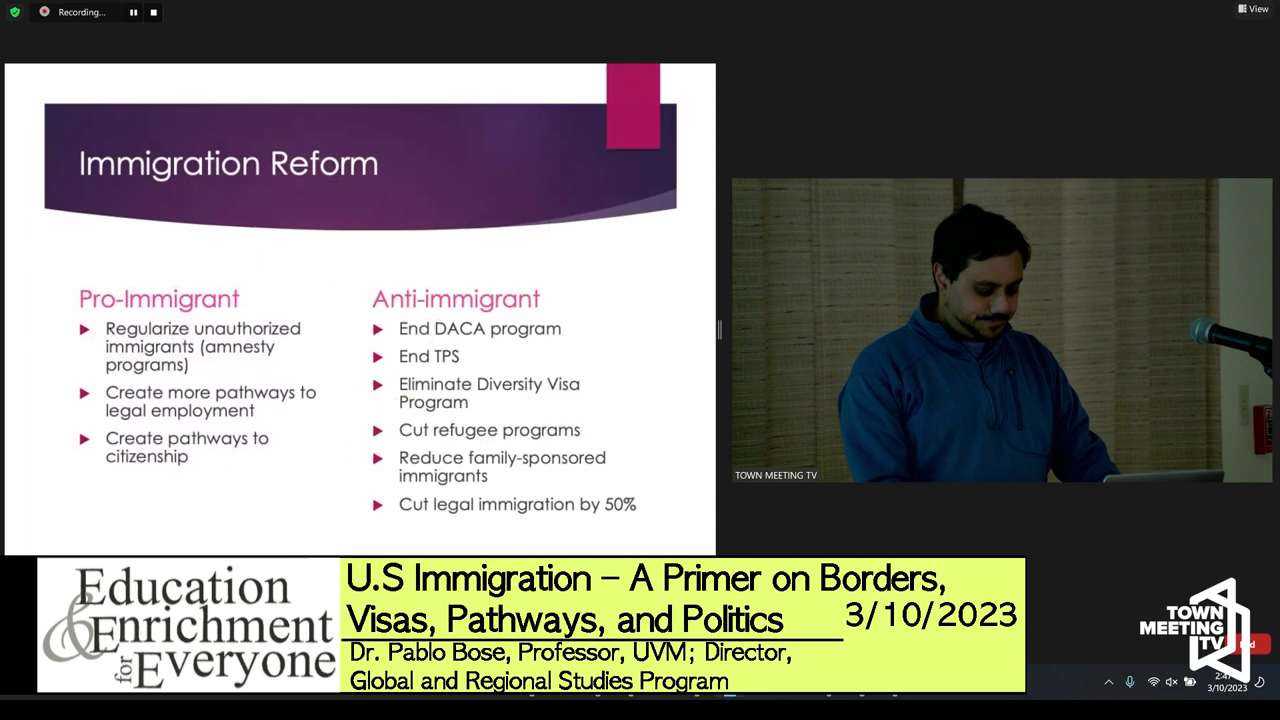 Recording...
View
Immigration Reform
Pro-Immigrant
Regularize unauthorized
immigrants (amnesty
programs)
Create more pathways to
legal employment
Create pathways to
citizenship
Anti-immigrant
End DACA program
End TPS
Eliminate Diversity Visa
Program
Cut refugee programs
Reduce family-sponsored
immigrants
Cut legal immigration by 50%
TOWN MEETING TV
Education
& Enrichment
for Everyone
U.S Immigration – A Primer on Borders,
Visas, Pathways, and Politics
3/10/2023
Dr. Pablo Bose, Professor, UVM; Director,
Global and Regional Studies Program
TOWN
MEETING
TV
3/10/2023